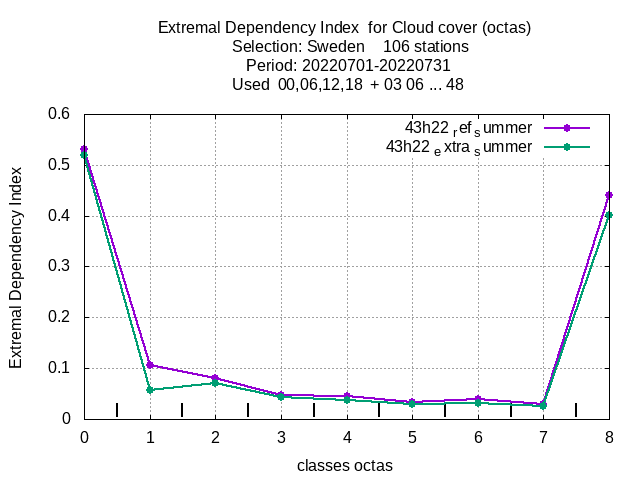 Extremal Dependency Index  for Cloud cover (octas)
Selection: Sweden    106 stations
Period: 20220701-20220731
Used  00,06,12,18  + 03 06 ... 48
43h22 ref summer
43h22 extra summer
Extremal Dependency Index
0.6
0.5
0.4
0.3
0.2
0.1
0
0 1 2 3 4 5 6 7 8
classes octas